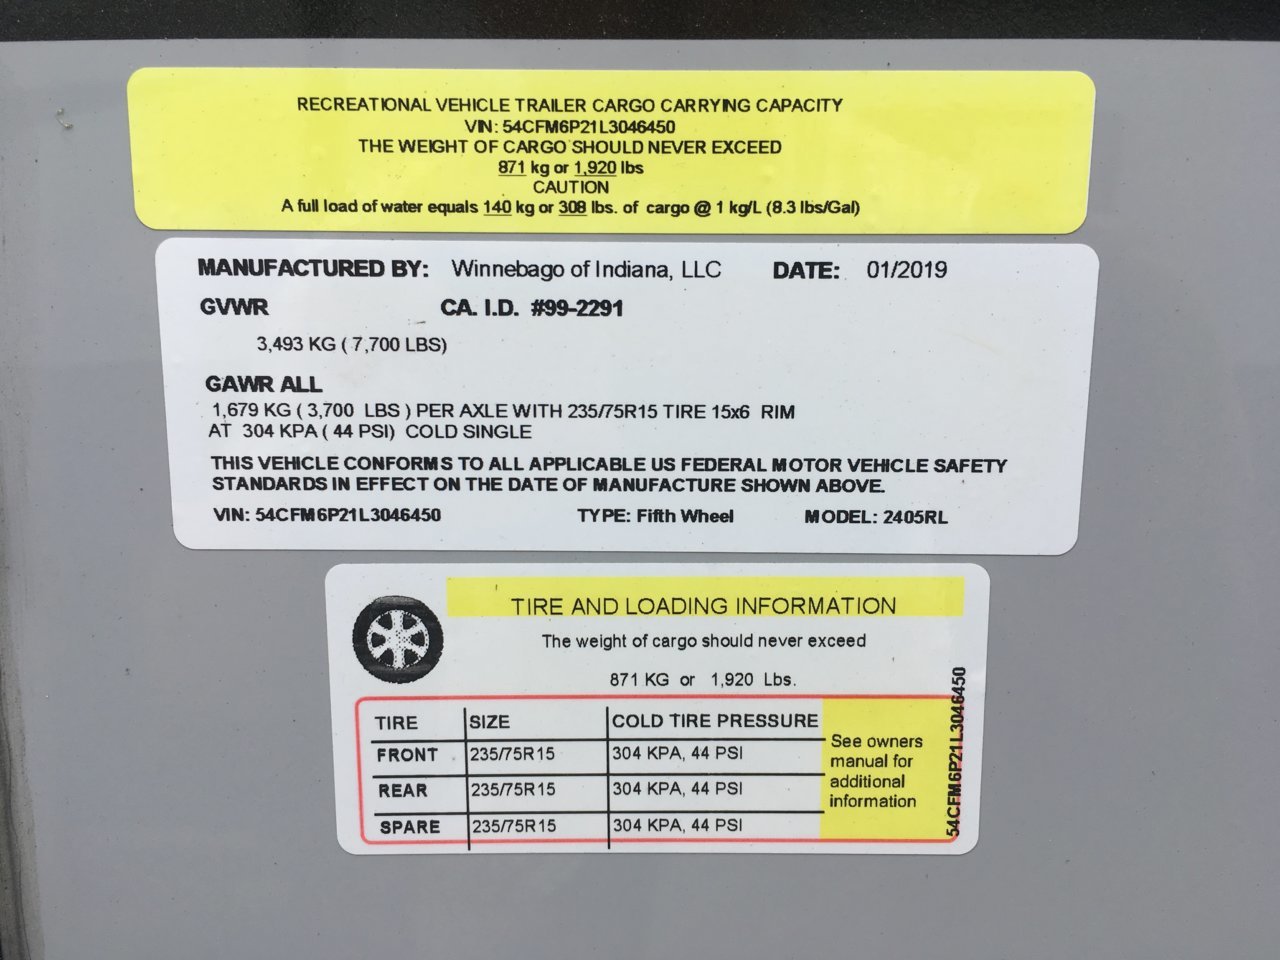 RECREATIONAL VEHICLE TRAILER CARGO CARRYING CAPACITY
VIN: 54CFM6P21L3046450
THE WEIGHT OF CARGO SHOULD NEVER EXCEED
871 kg or 1,920 lbs
CAUTION
A full load of water equals 140 kg or 308 lbs. of cargo @ 1 kg/L (8.3 lbs/Gal)
MANUFACTURED BY: Winnebago of Indiana, LLC DATE: 01/2019
GVWR CA. I.D. #99-2291
3,493 KG ( 7,700 LBS)
GAWR ALL
1,679 KG ( 3,700 LBS ) PER AXLE WITH 235/75R15 TIRE 15x6 RIM
AT 304 KPA ( 44 PSI) COLD SINGLE
THIS VEHICLE CONFORMS TO ALL APPLICABLE US FEDERAL MOTOR VEHICLE SAFETY
STANDARDS IN EFFECT ON THE DATE OF MANUFACTURE SHOWN ABOVE.
VIN: 54CFM6P21L3046450 TYPE: Fifth Wheel MODEL: 2405RL
TIRE AND LOADING INFORMATION
The weight of cargo should never exceed
871 KG or 1,920 Lbs.
TIRE SIZE COLD TIRE PRESSURE
FRONT 235/75R15 304 KPA, 44 PSI
REAR 235/75R15 304 KPA, 44 PSI
SPARE 235/75R15 304 KPA, 44 PSI
See owners
manual for
additional
information
54CFM6P21L3046450